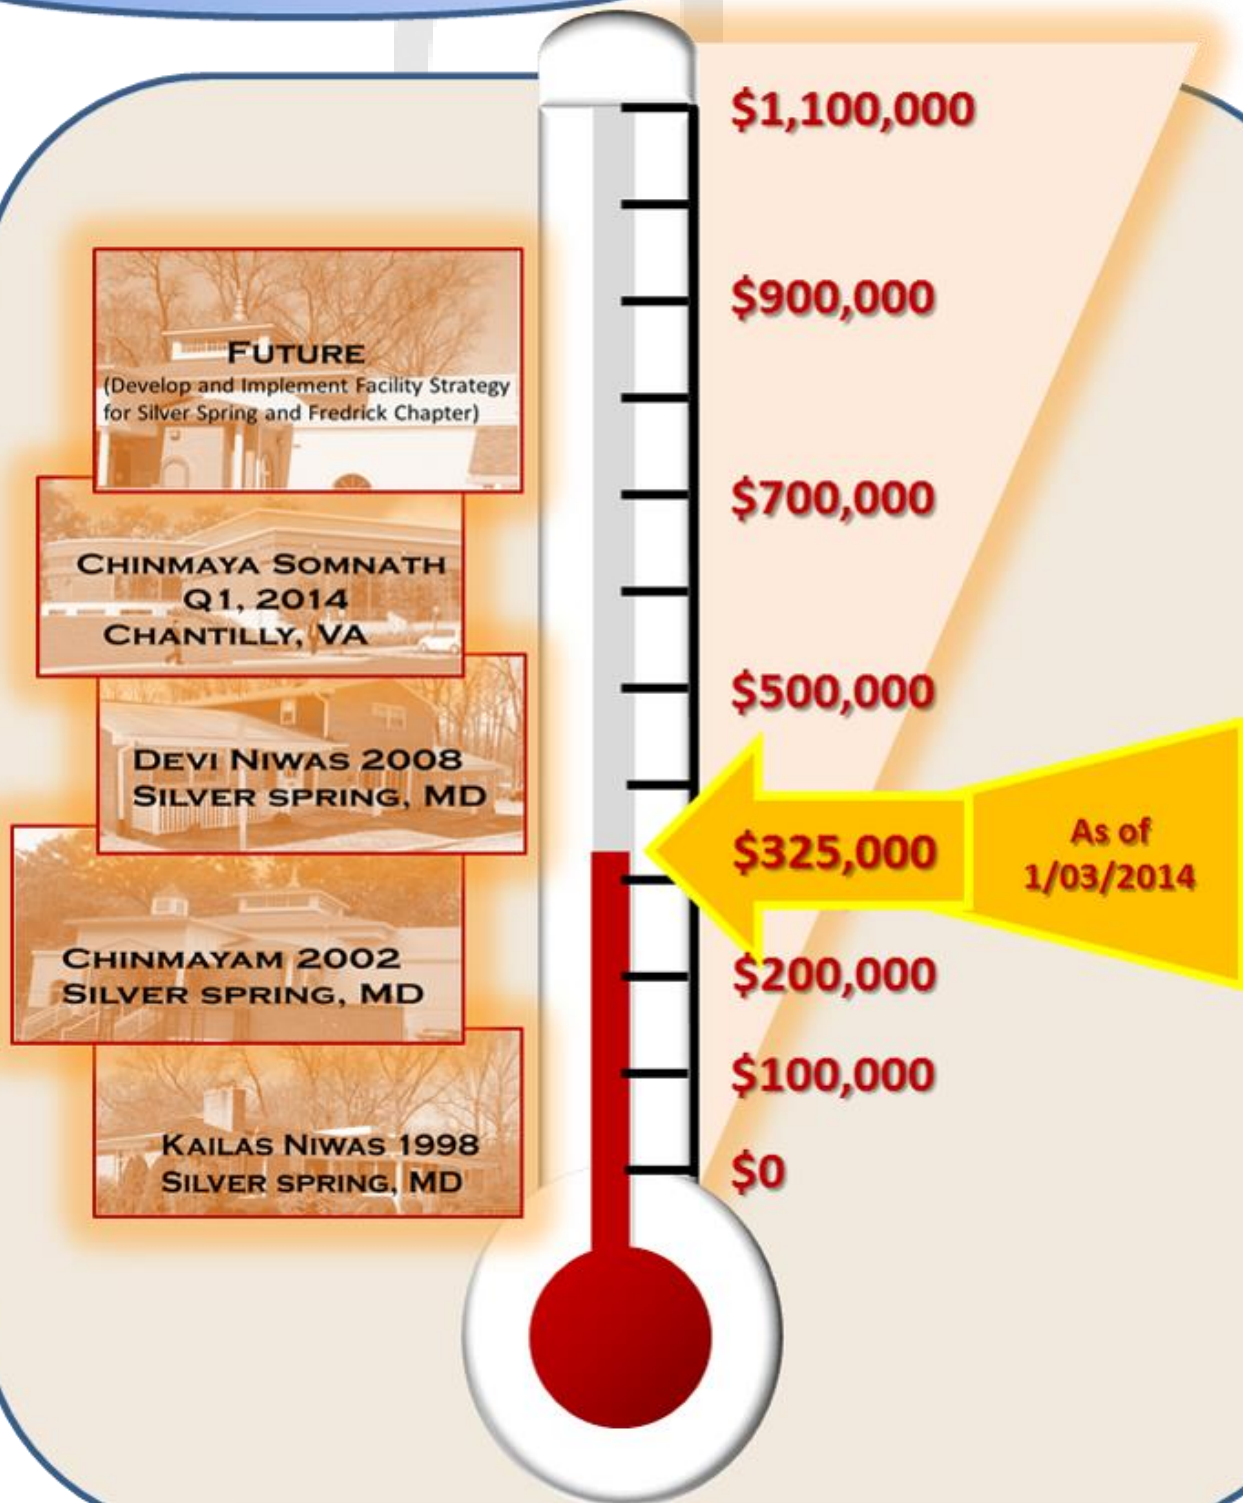 $1,100,000
$900,000
$700,000
$500,000
$325,000
As of
1/03/2014
$200,000
$100,000
$0
FUTURE
(Develop and Implement Facility Strategy
for Silver Spring and Fredrick Chapter)
CHINMAYA SOMNATH
Q1, 2014
CHANTILLY, VA
DEVI NIWAS 2008
SILVER SPRING, MD
CHINMAYAM 2002
SILVER SPRING, MD
KAILAS NIWAS 1998
SILVER SPRING, MD